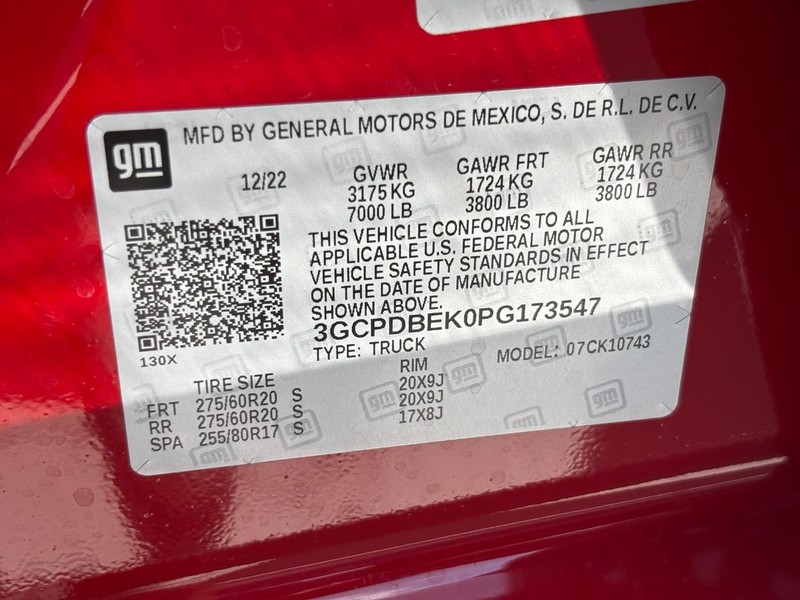 gm
MFD BY GENERAL MOTORS DE MEXICO, S. DE R.L. DE C.V.
12/22
GVWR GAWR FRT GAWR RR
3175 KG 1724 KG 1724 KG
7000 LB 3800 LB 3800 LB
THIS VEHICLE CONFORMS TO ALL
APPLICABLE U.S. FEDERAL MOTOR
VEHICLE SAFETY STANDARDS IN EFFECT
ON THE DATE OF MANUFACTURE
SHOWN ABOVE.
3GCPDBEK0PG173547
TYPE: TRUCK MODEL: 07CK10743
130X
TIRE SIZE RIM
FRT 275/60R20 S 20X9J
RR 275/60R20 S 20X9J
SPA 255/80R17 S 17X8J